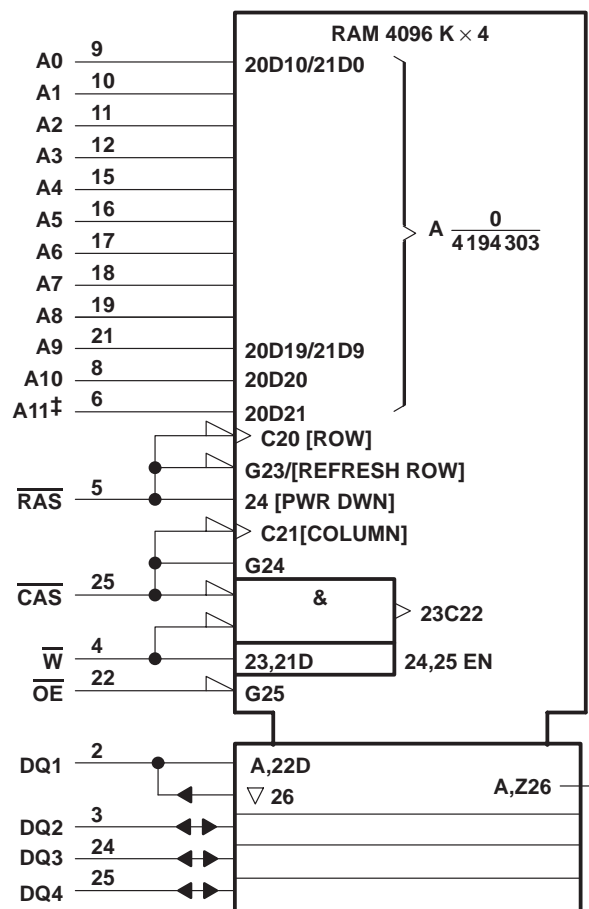 RAM 4096 K × 4
A0 9 20D10/21D0
A1 10
A2 11
A3 12
A4 15
A5 16
A6 17
A7 18
A8 19
A9 21 20D19/21D9
A10 8 20D20
A11‡ 6 20D21
A 0
4 194 303
C20 [ROW]
G23/[REFRESH ROW]
RAS 5 24 [PWR DWN]
C21[COLUMN]
G24
CAS 25 & 23C22
W 4 23,21D 24,25 EN
OE 22 G25
DQ1 2 A,22D
26 A,Z26
DQ2 3
DQ3 24
DQ4 25